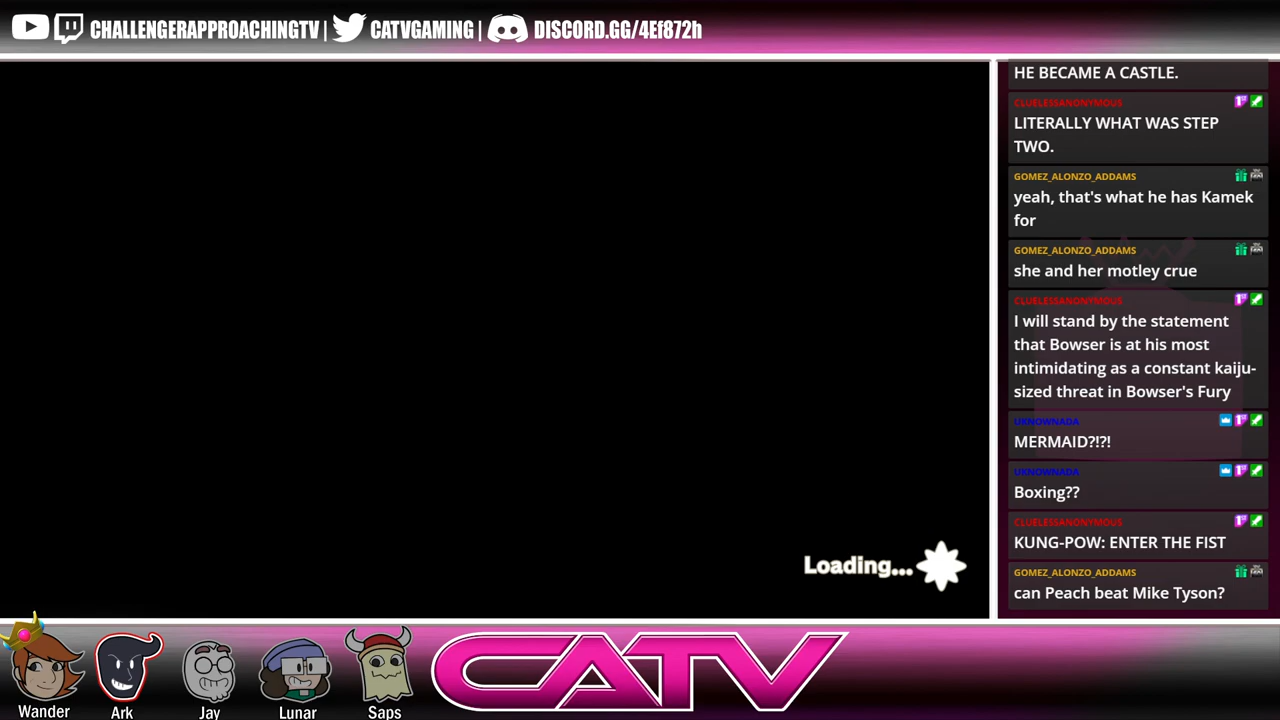 CHALLENGERAPPROACHINGTV | CATVGAMING | DISCORD.GG/4Ef872h
HE BECAME A CASTLE.
CLUELESSANONYMOUS
LITERALLY WHAT WAS STEP
TWO.
GOMEZ_ALONZO_ADDAMS
yeah, that's what he has Kamek
for
GOMEZ_ALONZO_ADDAMS
she and her motley crue
CLUELESSANONYMOUS
I will stand by the statement
that Bowser is at his most
intimidating as a constant kaiju-
sized threat in Bowser's Fury
UKNOWNADA
MERMAID?!?!
UKNOWNADA
Boxing??
CLUELESSANONYMOUS
KUNG-POW: ENTER THE FIST
GOMEZ_ALONZO_ADDAMS
can Peach beat Mike Tyson?
Loading...
CATV
Wander
Ark
Jay
Lunar
Saps